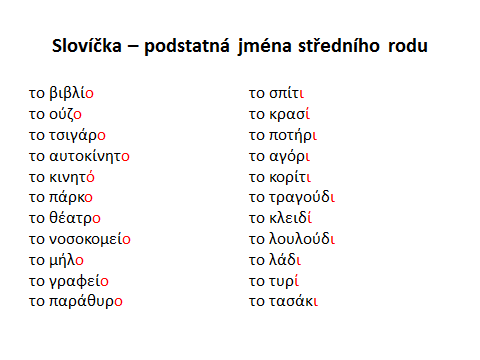 Slovíčka – podstatná jména středního rodu
το βιβλίο
το ούζο
το τσιγάρο
το αυτοκίνητο
το κινητό
το πάρκο
το θέατρο
το νοσοκομείο
το μήλο
το γραφείο
το παράθυρο
το σπίτι
το κρασί
το ποτήρι
το αγόρι
το κορίτι
το τραγούδι
το κλειδί
το λουλούδι
το λάδι
το τυρί
το τασάκι